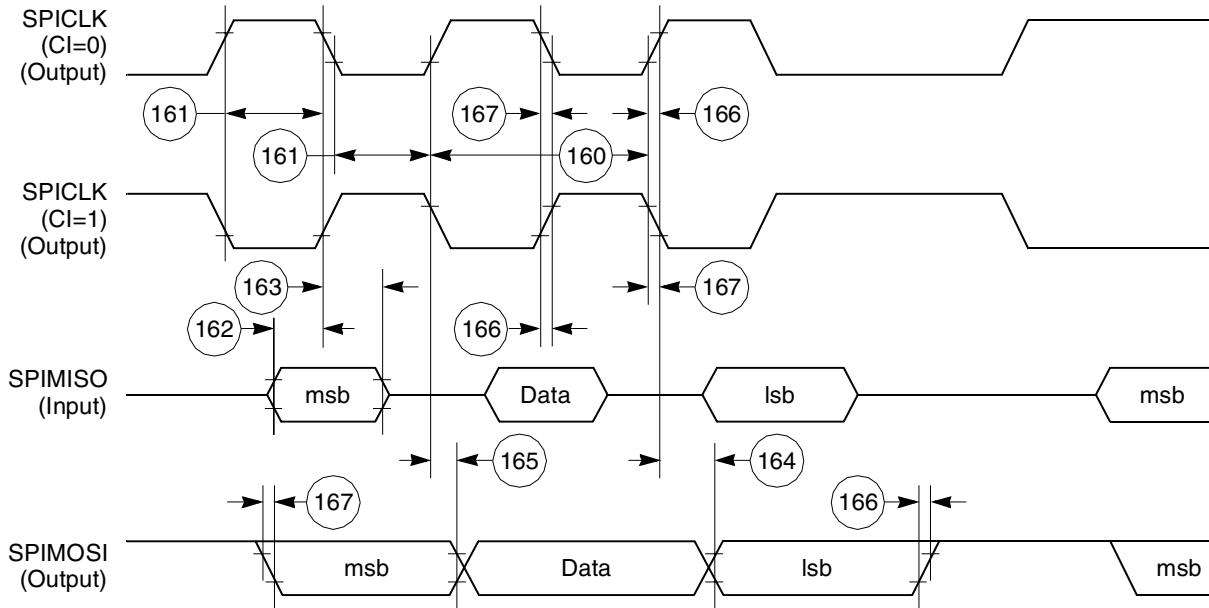 SPICLK
(CI=0)
(Output)
161
167
166
161
160
SPICLK
(CI=1)
(Output)
163
167
162
166
SPIMISO
(Input)
msb
Data
lsb
msb
165
164
167
166
SPIMOSI
(Output)
msb
Data
lsb
msb